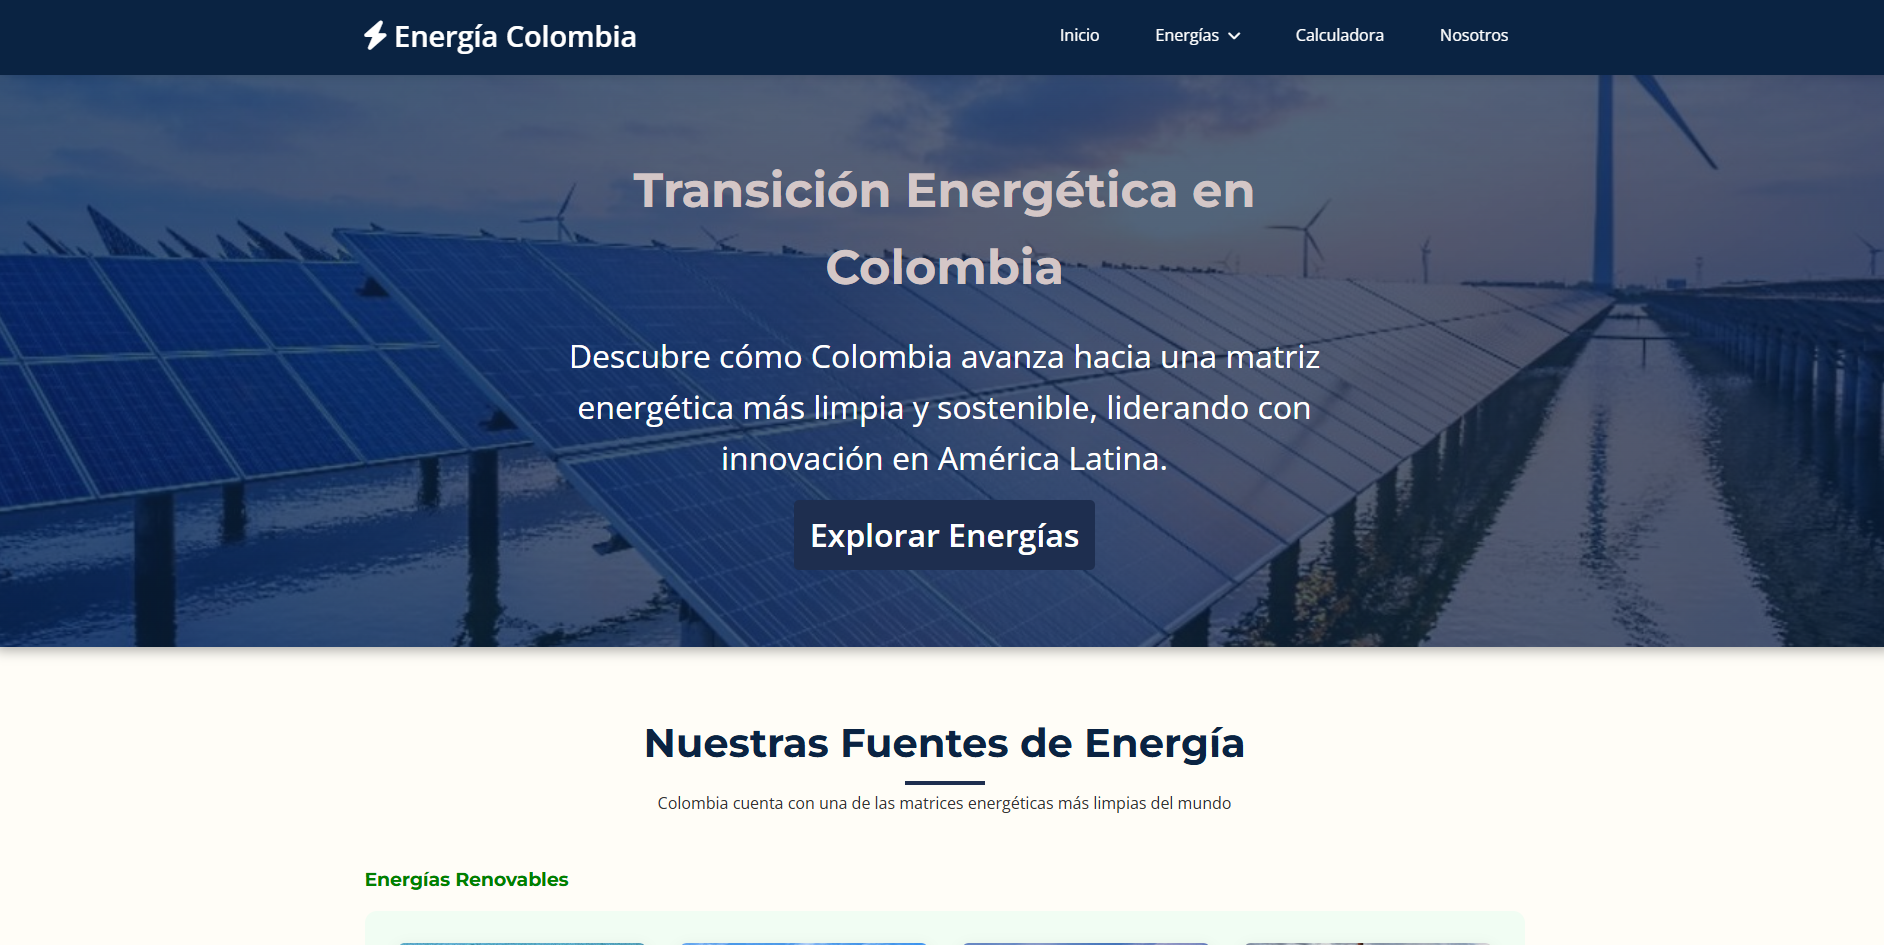 Energía Colombia
Inicio
Energías
Calculadora
Nosotros
Transición Energética en
Colombia
Descubre cómo Colombia avanza hacia una matriz
energética más limpia y sostenible, liderando con
innovación en América Latina.
Explorar Energías
Nuestras Fuentes de Energía
Colombia cuenta con una de las matrices energéticas más limpias del mundo
Energías Renovables